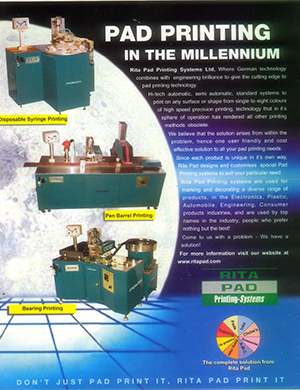 PAD PRINTING
IN THE MILLENNIUM
Rita Pad Printing Systems Ltd, Where German technology
combines with engineering brilliance to give the cutting edge to
pad printing technology.
Hi-tech automatic, semi automatic, standard systems to
print on any surface or shape from single to eight colours
of high speed precision printing, technology that in it's
sphere of operation has rendered all other printing
methods obsolete.
We believe that the solution arises from within the
problem, hence one user friendly and cost
effective solution to all your pad printing needs.
Since each product is unique in it's own way,
Rita Pad designs and customises special Pad
Printing systems to suit your particular need.
Rita Pad Printing systems are used for
marking and decorating a diverse range of
products, in the Electronics, Plastic,
Automobile, Engineering, Consumer
products industries, and are used by top
names in the industry, people who prefer
nothing but the best!
Come to us with a problem - We have a
solution!
For more information visit our website at
www.ritapad.com
Disposable Syringe Printing
Pen Barrel Printing
Bearing Printing
RITA
PAD
Printing-Systems
The complete solution from
Rita Pad
DON'T JUST PAD PRINT IT, RITA PAD PRINT IT